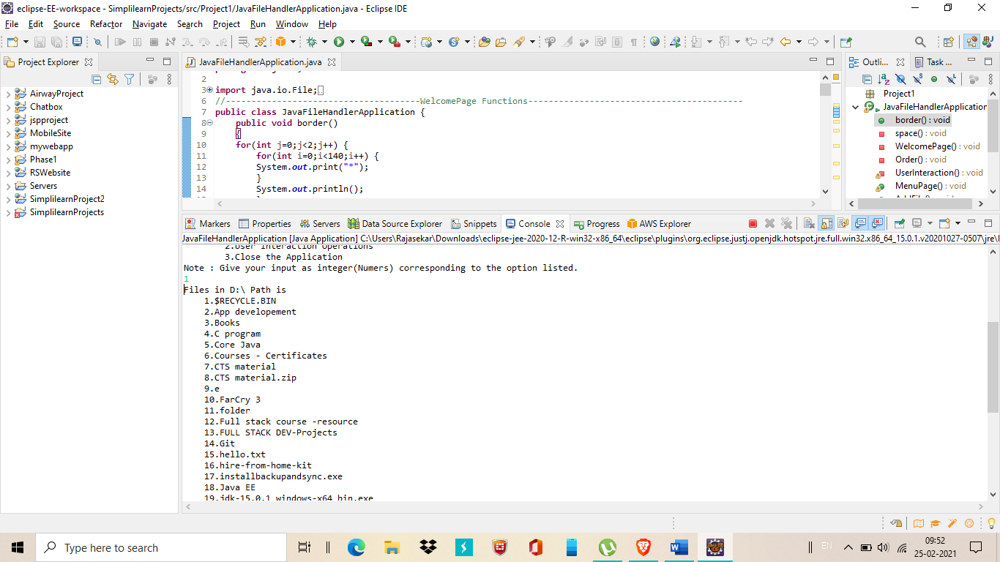 eclipse-EE-workspace - SimplilearnProjects/src/Project1/JavaFileHandlerApplication.java - Eclipse IDE
File Edit Source Refactor Navigate Search Project Run Window Help
Project Explorer
AirwayProject
Chatbox
jspproject
MobileSite
mywebapp
Phase1
RSWebsite
Servers
SimplilearnProject2
SimplilearnProjects
JavaFileHandlerApplication.java
2
3 import java.io.File;
6 //--------------------------------------WelcomePage Functions------------------------------------------
7 public class JavaFileHandlerApplication {
8 public void border()
9 {
10 for(int j=0;j<2;j++) {
11 for(int i=0;i<140;i++) {
12 System.out.print("*");
13 }
14 System.out.println();
Outli... Task ...
Project1
JavaFileHandlerApplication
border() : void
space() : void
WelcomePage() : void
Order() : void
UserInteraction() : void
MenuPage() : void
Markers Properties Servers Data Source Explorer Snippets Console Progress AWS Explorer
JavaFileHandlerApplication [Java Application] C:\Users\Rajasekar\Downloads\eclipse-jee-2020-12-R-win32-x86_64\eclipse\plugins\org.eclipse.justj.openjdk.hotspot.jre.full.win32.x86_64_15.0.1.v20201027-0507\jre\
2.User Interaction Operations
3.Close the Application
Note : Give your input as integer(Numers) corresponding to the option listed.
1
Files in D:\ Path is
1.$RECYCLE.BIN
2.App developement
3.Books
4.C program
5.Core Java
6.Courses - Certificates
7.CTS material
8.CTS material.zip
9.e
10.FarCry 3
11.folder
12.Full stack course -resource
13.FULL STACK DEV-Projects
14.Git
15.hello.txt
16.hire-from-home-kit
17.installbackupandsync.exe
18.Java EE
19.jdk-15.0.1_windows-x64_bin.exe
Type here to search
EN
09:52
25-02-2021